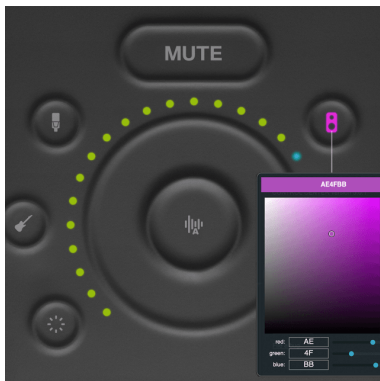 MUTE
A
AE4FBB
red: AE
green: 4F
blue: BB